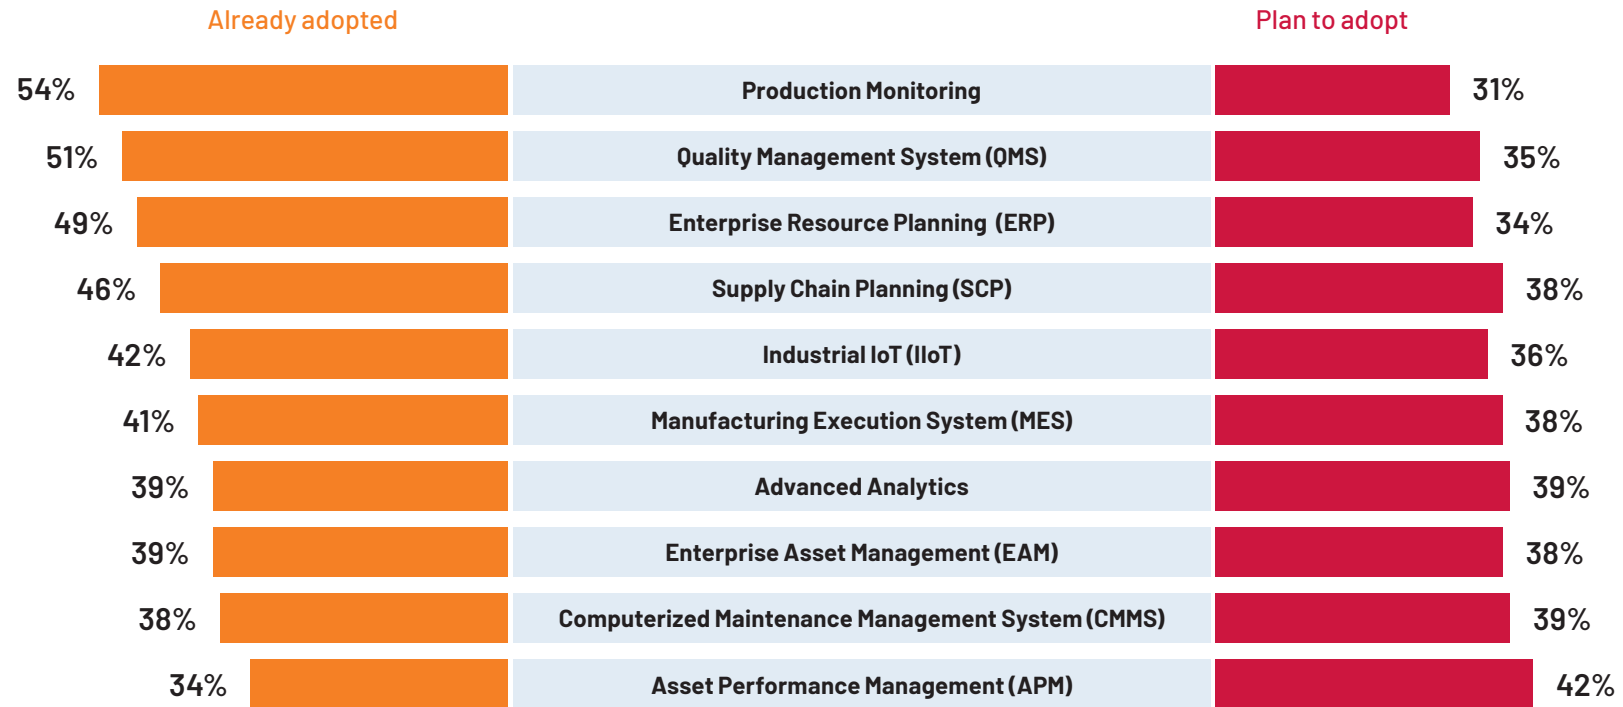 Already adopted Plan to adopt
54% Production Monitoring 31%
51% Quality Management System (QMS) 35%
49% Enterprise Resource Planning (ERP) 34%
46% Supply Chain Planning (SCP) 38%
42% Industrial IoT (IIoT) 36%
41% Manufacturing Execution System (MES) 38%
39% Advanced Analytics 39%
39% Enterprise Asset Management (EAM) 38%
38% Computerized Maintenance Management System (CMMS) 39%
34% Asset Performance Management (APM) 42%